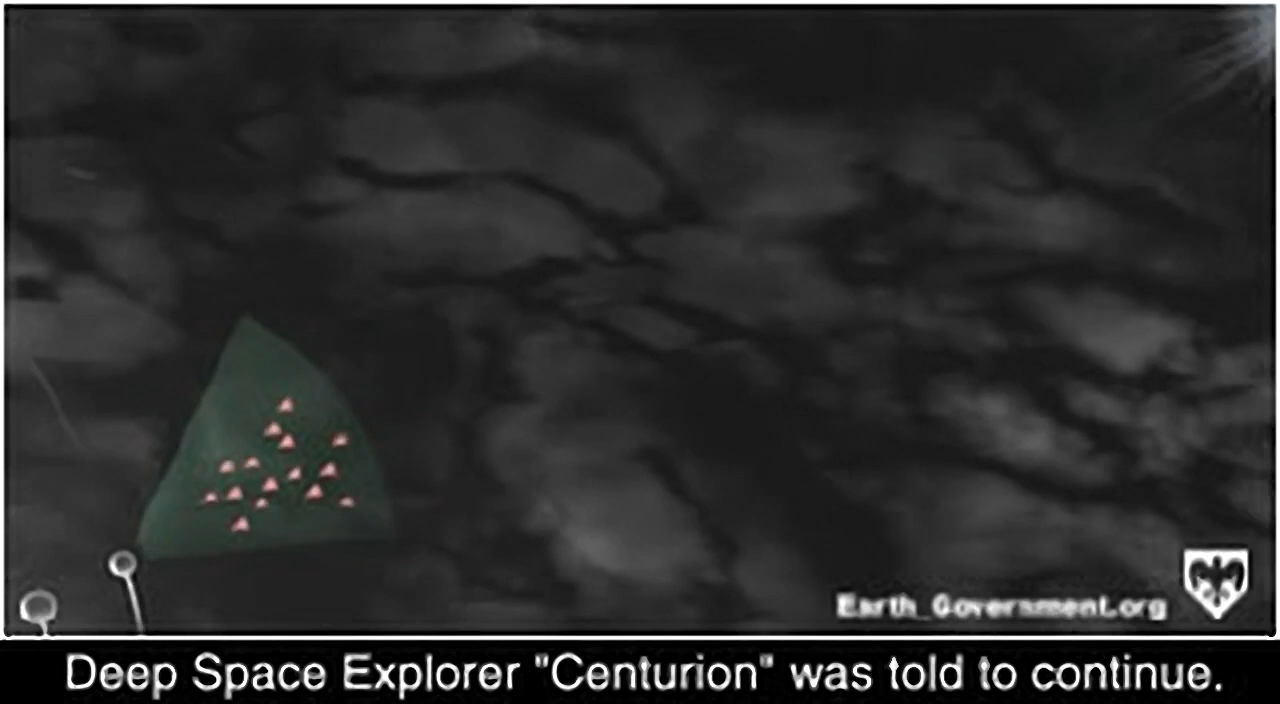 Earth_Government.org
Deep Space Explorer "Centurion" was told to continue.